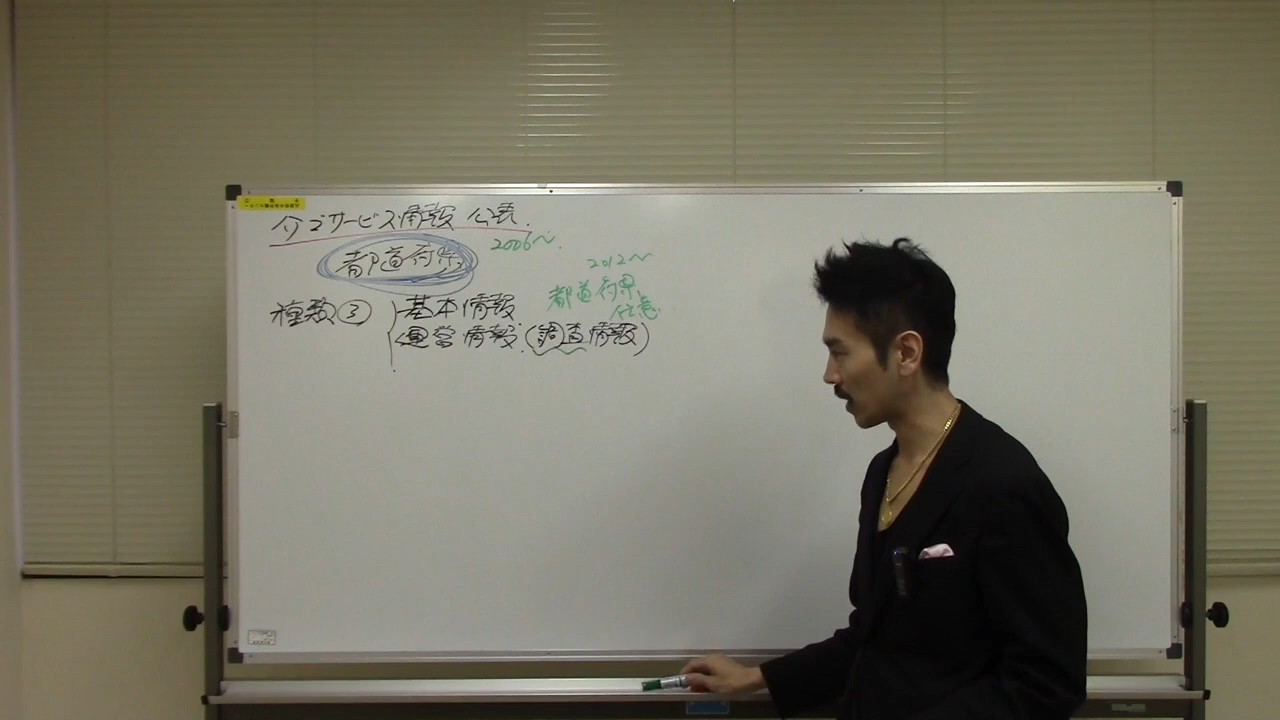 介ゴサービス情報 公表.
2006〜.
都道府県
2012〜
都道府県
任意.
種数③
基本情報
運営情報.(調査情報)